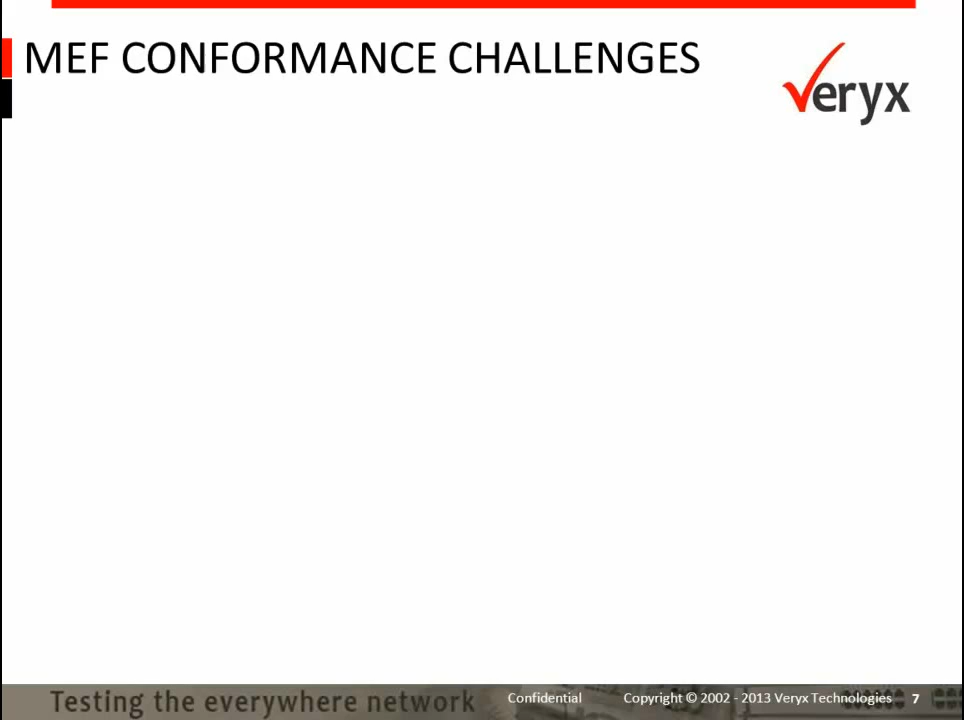 MEF CONFORMANCE CHALLENGES
Veryx
Testing the everywhere network
Confidential
Copyright © 2002 - 2013 Veryx Technologies
7